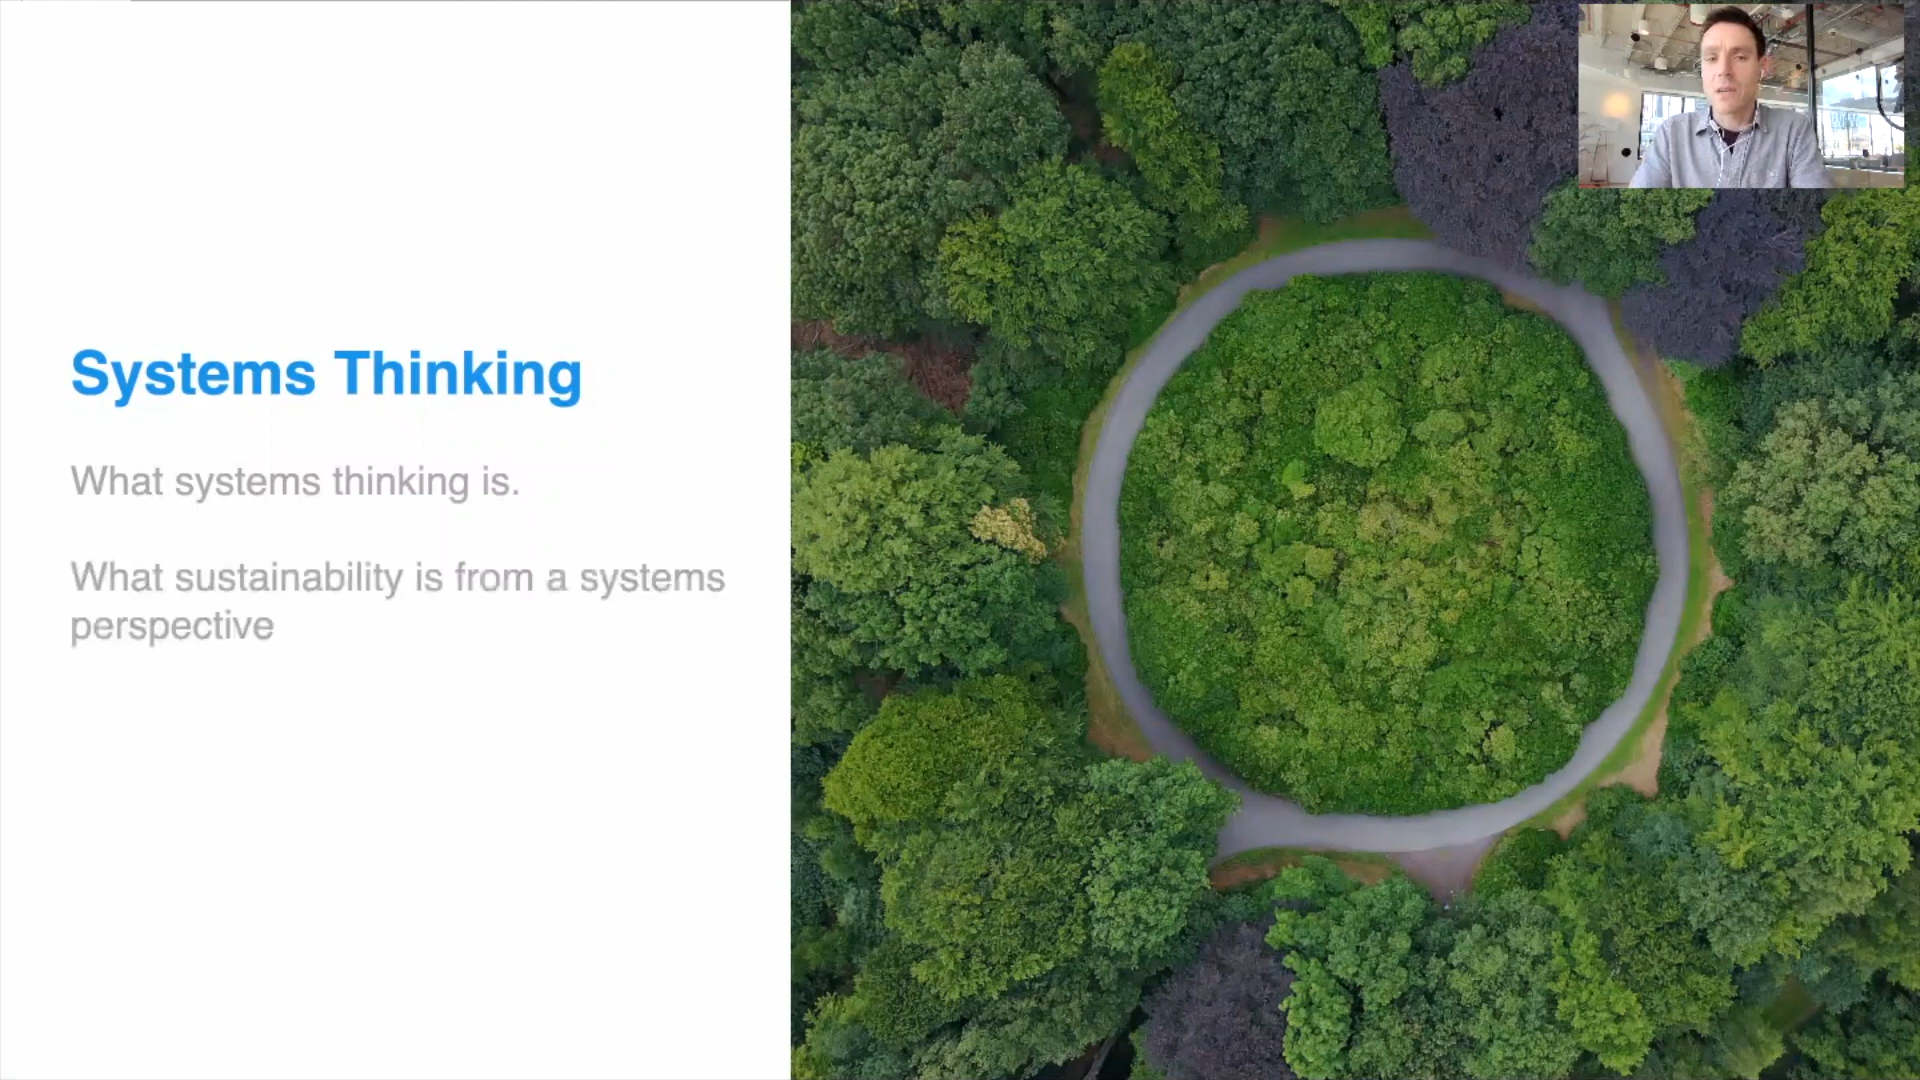 Systems Thinking
What systems thinking is.
What sustainability is from a systems
perspective